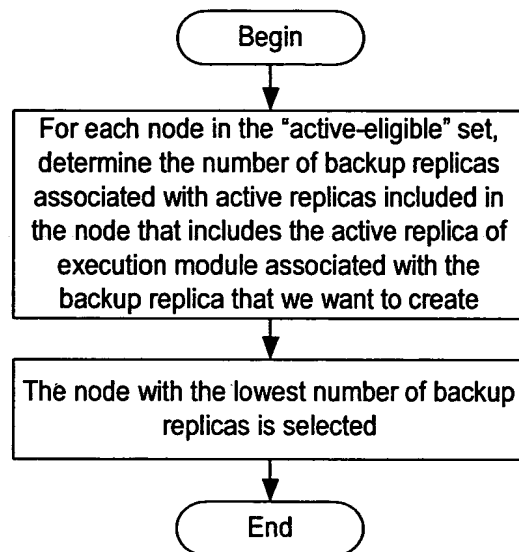 Begin
For each node in the “active-eligible” set,
determine the number of backup replicas
associated with active replicas included in
the node that includes the active replica of
execution module associated with the
backup replica that we want to create
The node with the lowest number of backup
replicas is selected
End